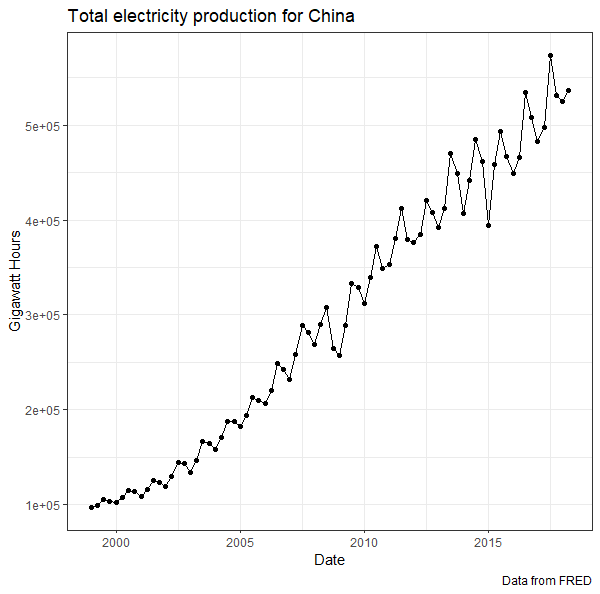 Total electricity production for China
Gigawatt Hours
5e+05
4e+05
3e+05
2e+05
1e+05
2000 2005 2010 2015
Date
Data from FRED